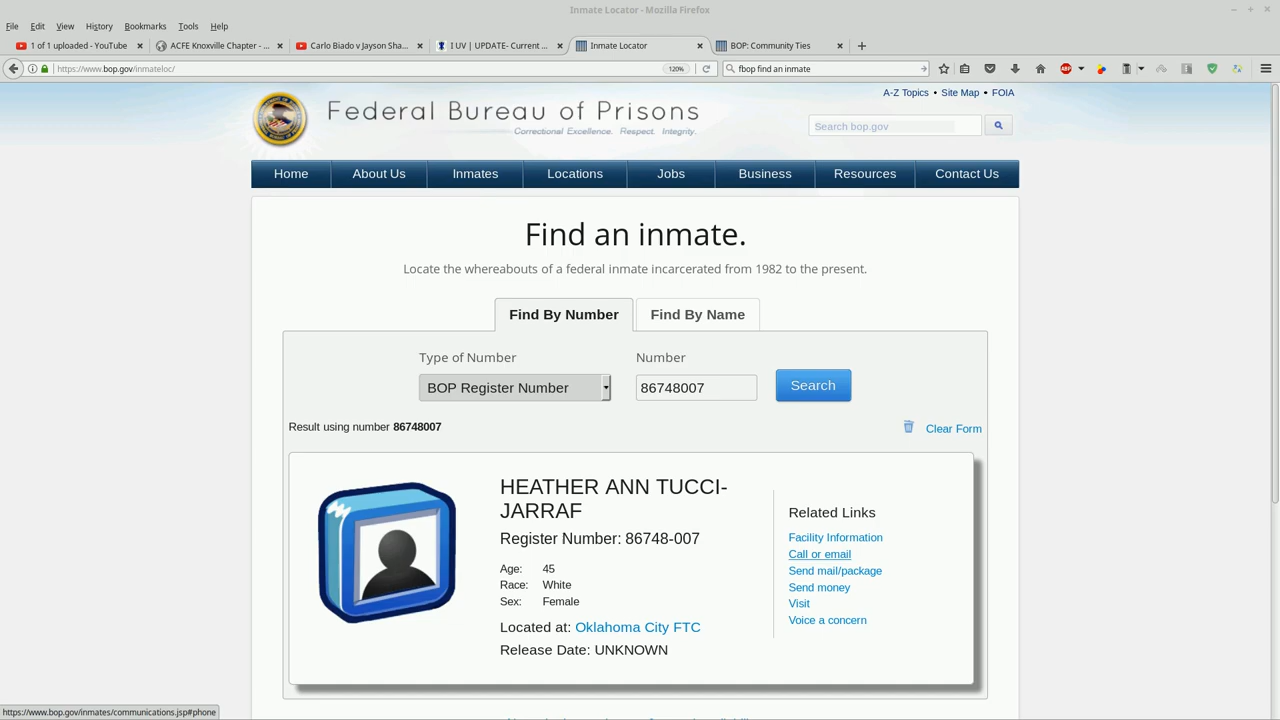 Inmate Locator - Mozilla Firefox
File Edit View History Bookmarks Tools Help
1 of 1 uploaded - YouTube
ACFE Knoxville Chapter - ...
Carlo Biado v Jayson Sha...
I UV | UPDATE- Current ...
Inmate Locator
BOP: Community Ties
https://www.bop.gov/inmateloc/
120%
fbop find an inmate
ABP
A-Z Topics • Site Map • FOIA
Federal Bureau of Prisons
Correctional Excellence. Respect. Integrity.
Search bop.gov
Home About Us Inmates Locations Jobs Business Resources Contact Us
Find an inmate.
Locate the whereabouts of a federal inmate incarcerated from 1982 to the present.
Find By Number Find By Name
Type of Number Number
BOP Register Number 86748007 Search
Result using number 86748007
Clear Form
HEATHER ANN TUCCI-
JARRAF
Register Number: 86748-007
Age: 45
Race: White
Sex: Female
Located at: Oklahoma City FTC
Release Date: UNKNOWN
Related Links
Facility Information
Call or email
Send mail/package
Send money
Visit
Voice a concern
https://www.bop.gov/inmates/communications.jsp#phone